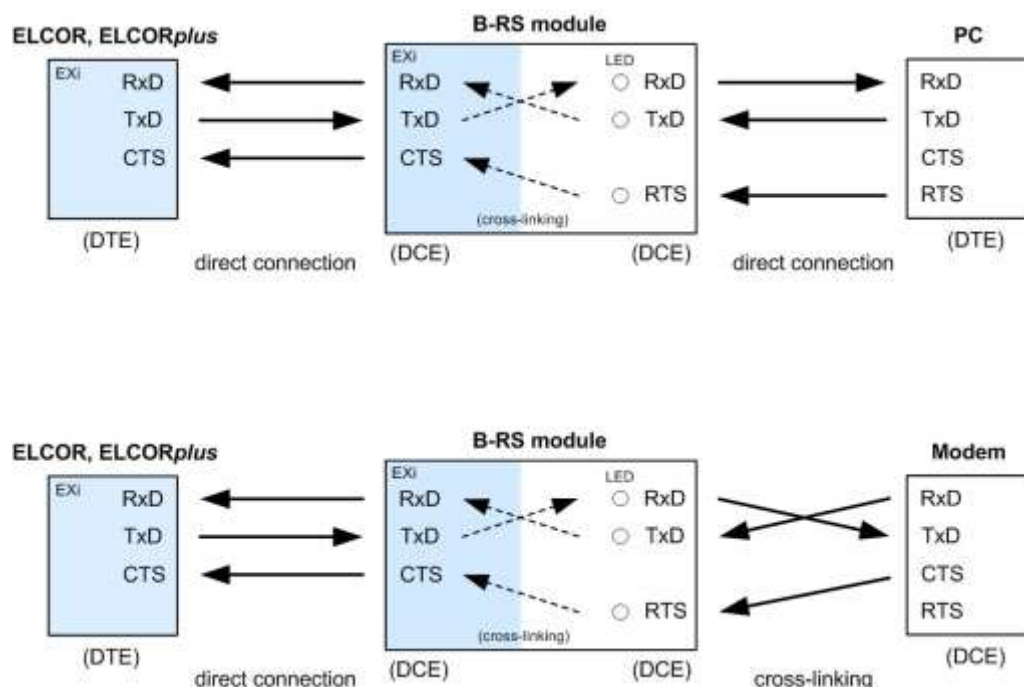 B-RS module
ELCOR, ELCORplus
PC
EXi
RxD
TxD
CTS
(DTE)
direct connection
EXi
RxD
TxD
CTS
LED
RxD
TxD
RTS
(cross-linking)
(DCE)
(DCE)
direct connection
RxD
TxD
CTS
RTS
(DTE)
B-RS module
ELCOR, ELCORplus
Modem
EXi
RxD
TxD
CTS
(DTE)
direct connection
EXi
RxD
TxD
CTS
LED
RxD
TxD
RTS
(cross-linking)
(DCE)
(DCE)
cross-linking
RxD
TxD
CTS
RTS
(DCE)